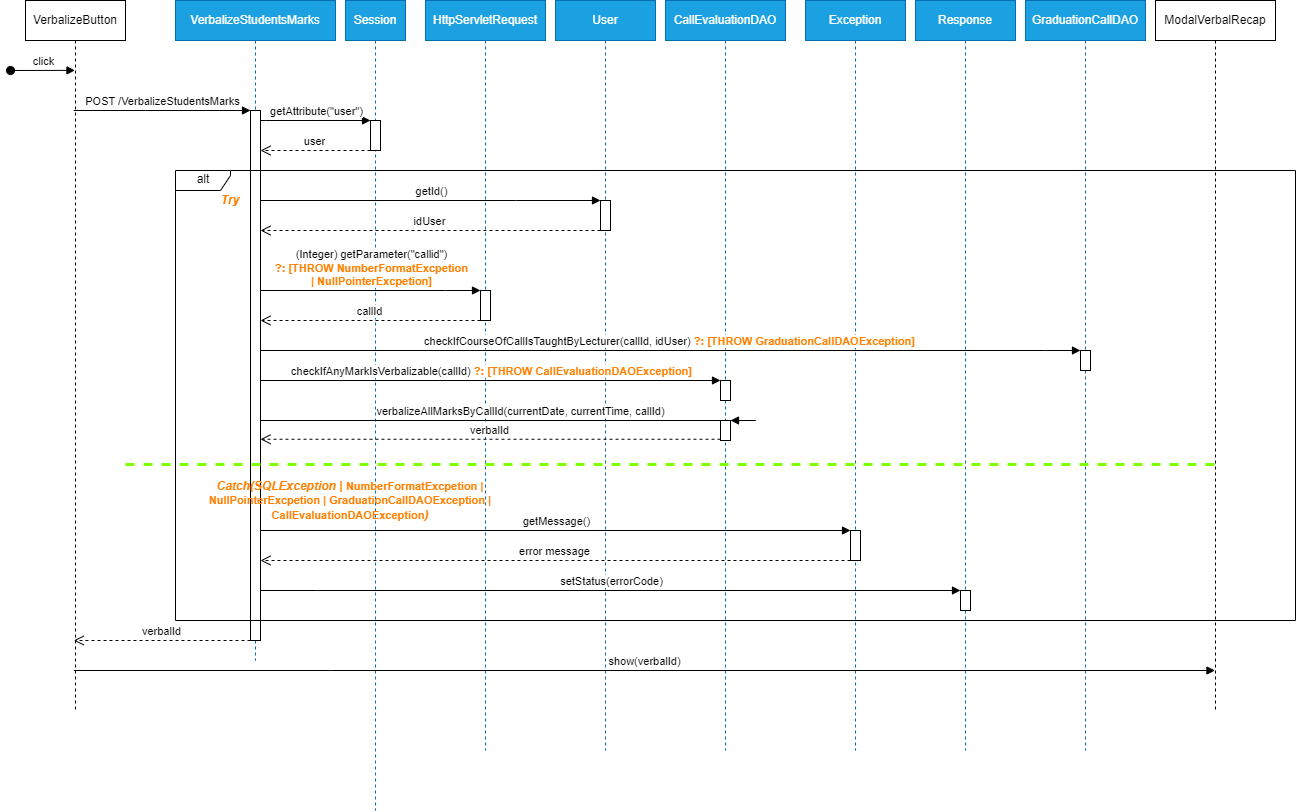 VerbalizeButton
VerbalizeStudentsMarks
Session
HttpServletRequest
User
CallEvaluationDAO
Exception
Response
GraduationCallDAO
ModalVerbalRecap
click
POST /VerbalizeStudentsMarks
getAttribute("user")
user
alt
Try
getId()
idUser
(Integer) getParameter("callid")
?: [THROW NumberFormatExcpetion
| NullPointerExcpetion]
callId
checkIfCourseOfCallIsTaughtByLecturer(callId, idUser) ?: [THROW GraduationCallDAOException]
checkIfAnyMarkIsVerbalizable(callId) ?: [THROW CallEvaluationDAOException]
verbalizeAllMarksByCallId(currentDate, currentTime, callId)
verbalId
Catch(SQLException | NumberFormatExcpetion |
NullPointerExcpetion | GraduationCallDAOException |
CallEvaluationDAOException)
getMessage()
error message
setStatus(errorCode)
verbalId
show(verbalId)